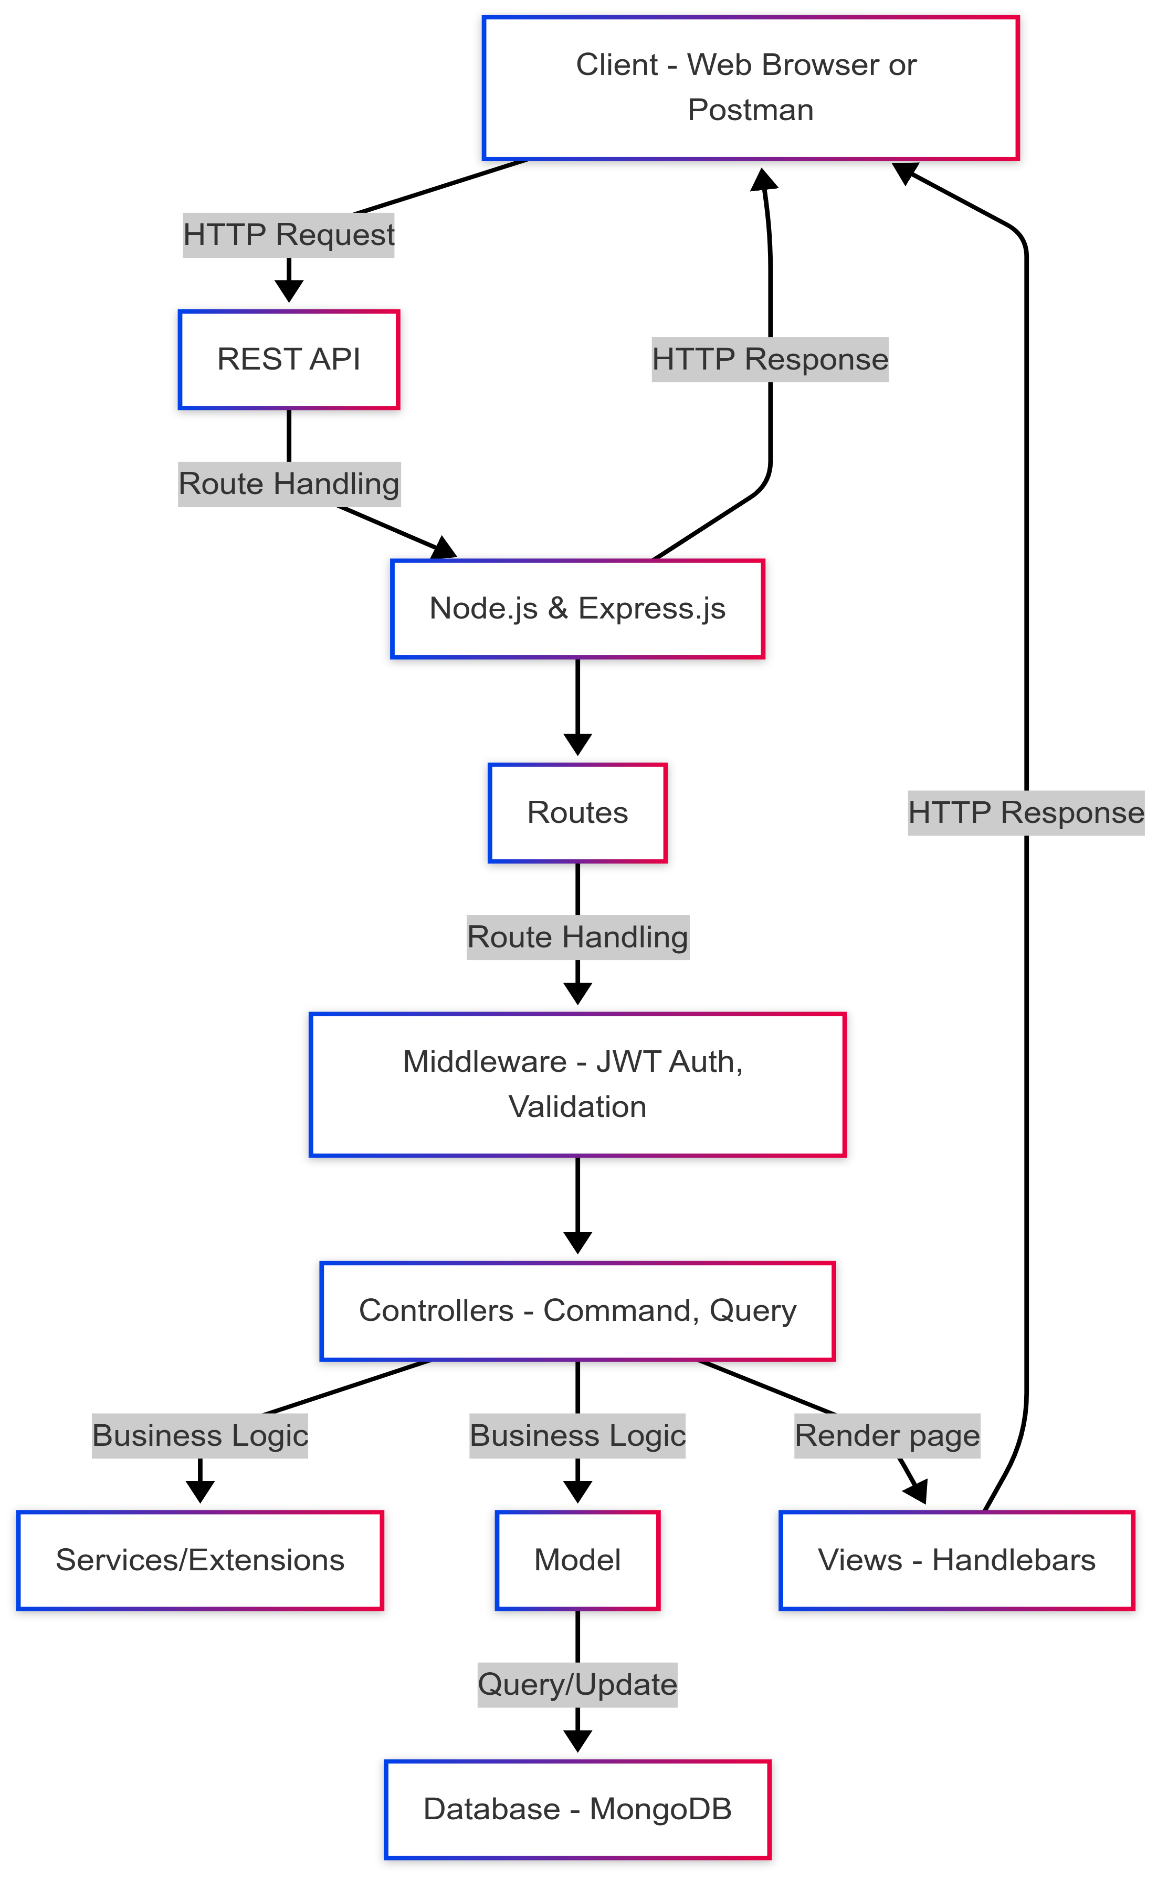 Client - Web Browser or
Postman
HTTP Request
REST API
HTTP Response
Route Handling
Node.js & Express.js
Routes
HTTP Response
Route Handling
Middleware - JWT Auth,
Validation
Controllers - Command, Query
Business Logic
Business Logic
Render page
Services/Extensions
Model
Views - Handlebars
Query/Update
Database - MongoDB